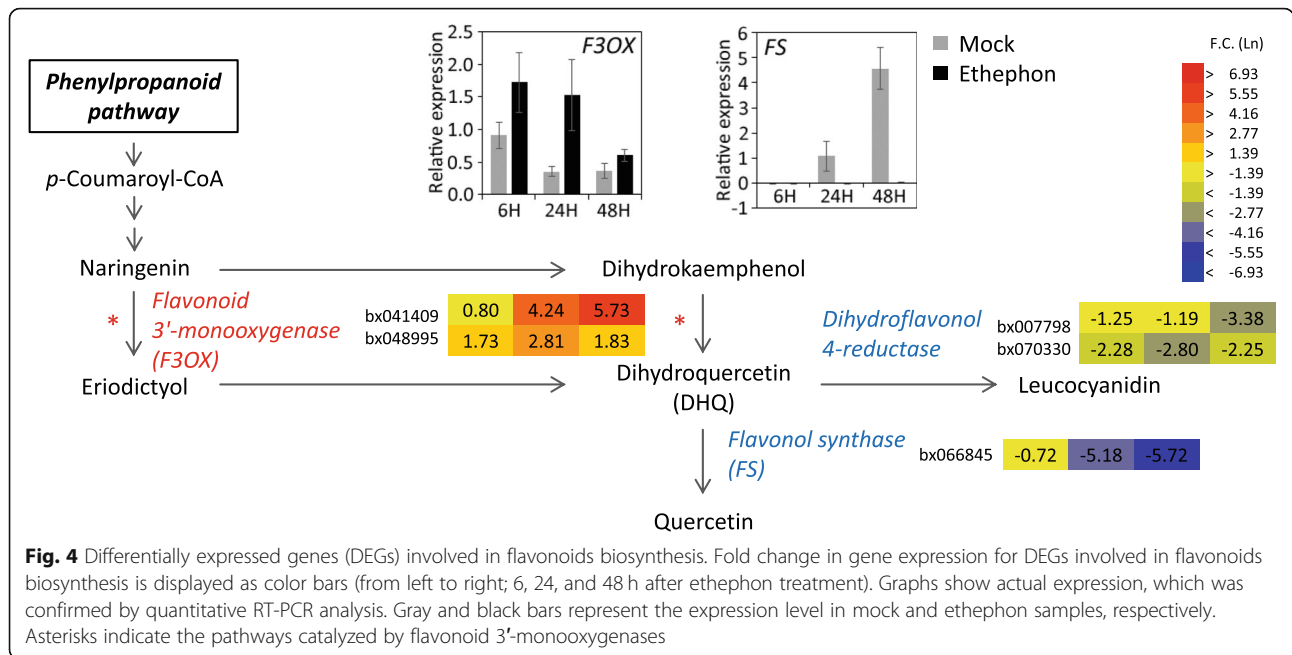 Phenylpropanoid
pathway
p-Coumaroyl-CoA
Naringenin
Flavonoid
3'-monooxygenase
(F3OX)
*
Eriodictyol
F3OX
Relative expression
2.5
2.0
1.5
1.0
0.5
0.0
6H 24H 48H
FS
Relative expression
6
5
4
3
2
1
0
-1
6H 24H 48H
Mock
Ethephon
F.C. (Ln)
> 6.93
> 5.55
> 4.16
> 2.77
> 1.39
> -1.39
< -1.39
< -2.77
< -4.16
< -5.55
< -6.93
bx041409 0.80 4.24 5.73
bx048995 1.73 2.81 1.83
Dihydrokaemphenol
*
Dihydroquercetin
(DHQ)
Dihydroflavonol
4-reductase
bx007798 -1.25 -1.19 -3.38
bx070330 -2.28 -2.80 -2.25
Leucocyanidin
Flavonol synthase
(FS)
bx066845 -0.72 -5.18 -5.72
Quercetin
Fig. 4 Differentially expressed genes (DEGs) involved in flavonoids biosynthesis. Fold change in gene expression for DEGs involved in flavonoids
biosynthesis is displayed as color bars (from left to right; 6, 24, and 48 h after ethephon treatment). Graphs show actual expression, which was
confirmed by quantitative RT-PCR analysis. Gray and black bars represent the expression level in mock and ethephon samples, respectively.
Asterisks indicate the pathways catalyzed by flavonoid 3′-monooxygenases